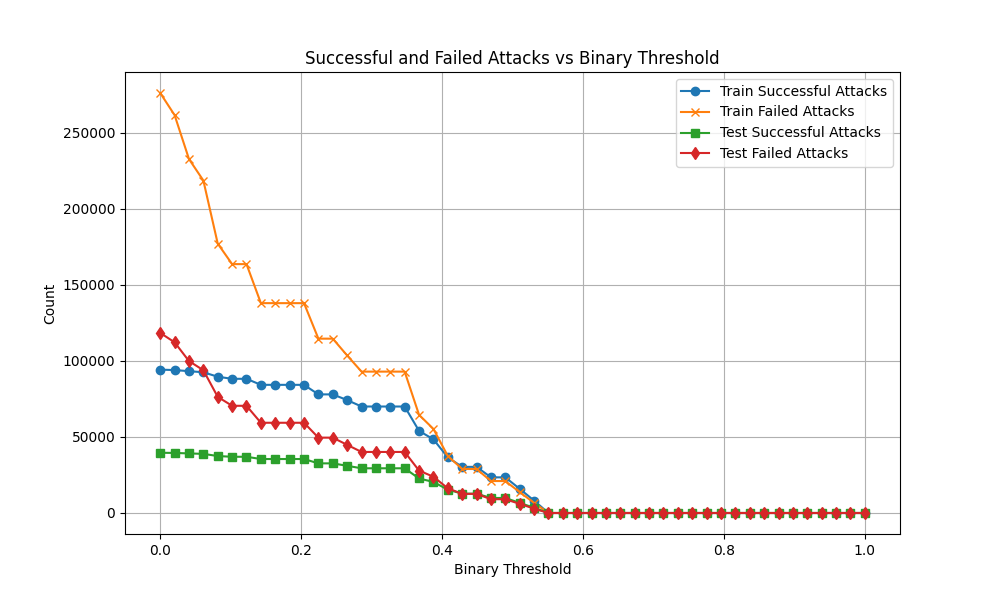 Successful and Failed Attacks vs Binary Threshold
Train Successful Attacks
Train Failed Attacks
Test Successful Attacks
Test Failed Attacks
Count
250000
200000
150000
100000
50000
0
0.0 0.2 0.4 0.6 0.8 1.0
Binary Threshold